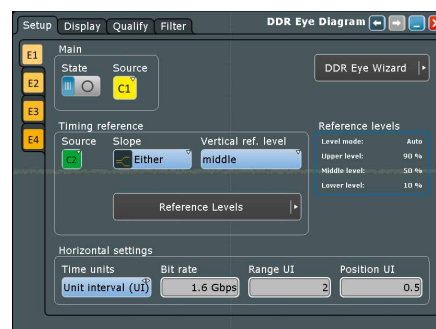 Setup Display Qualify Filter DDR Eye Diagram
E1
E2
E3
E4
Main
State Source
C1
DDR Eye Wizard
Timing reference
Source Slope Vertical ref. level
C2 Either middle
Reference Levels
Reference levels
Level mode: Auto
Upper level: 90 %
Middle level: 50 %
Lower level: 10 %
Horizontal settings
Time units Bit rate Range UI Position UI
Unit interval (UI) 1.6 Gbps 2 0.5